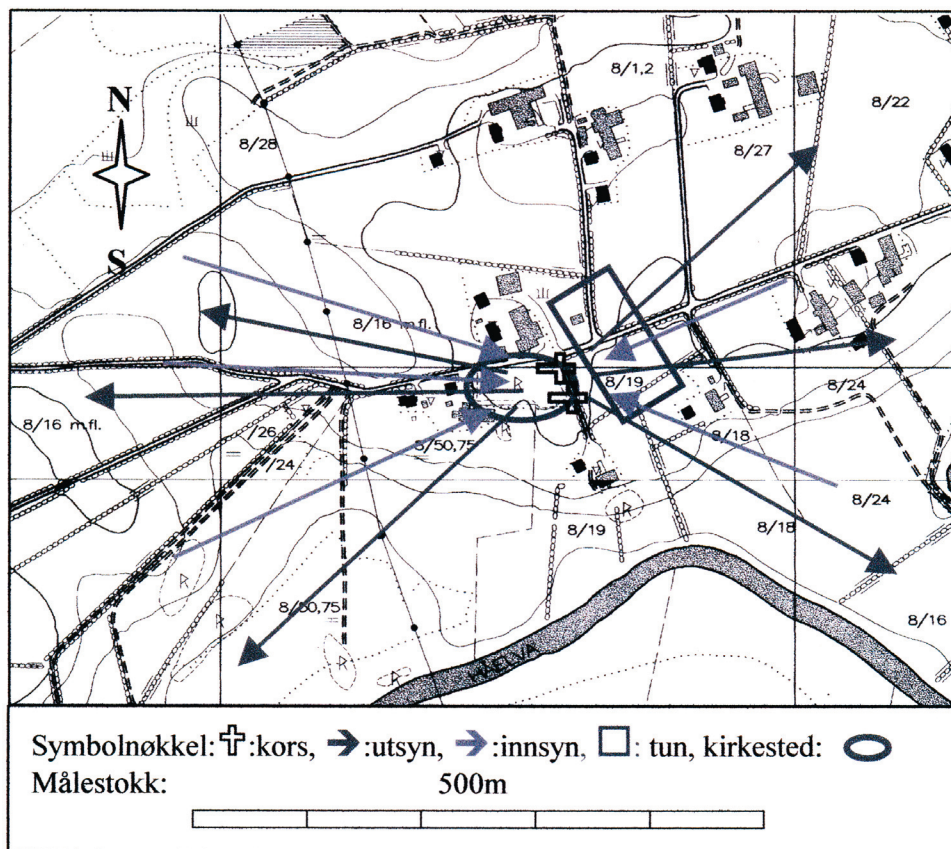 8/1,2
8/22
8/28
N
8/27
S
8/16 m fl.
8/19
8/24
8/16 m fl.
/26
8/50,75
8/18
/24
8/24
8/19
8/18
8/50,75
8/16
HÅELVA
Symbolnøkkel: :kors, :utsyn, :innsyn, : tun, kirkested:
Målestokk: 500m